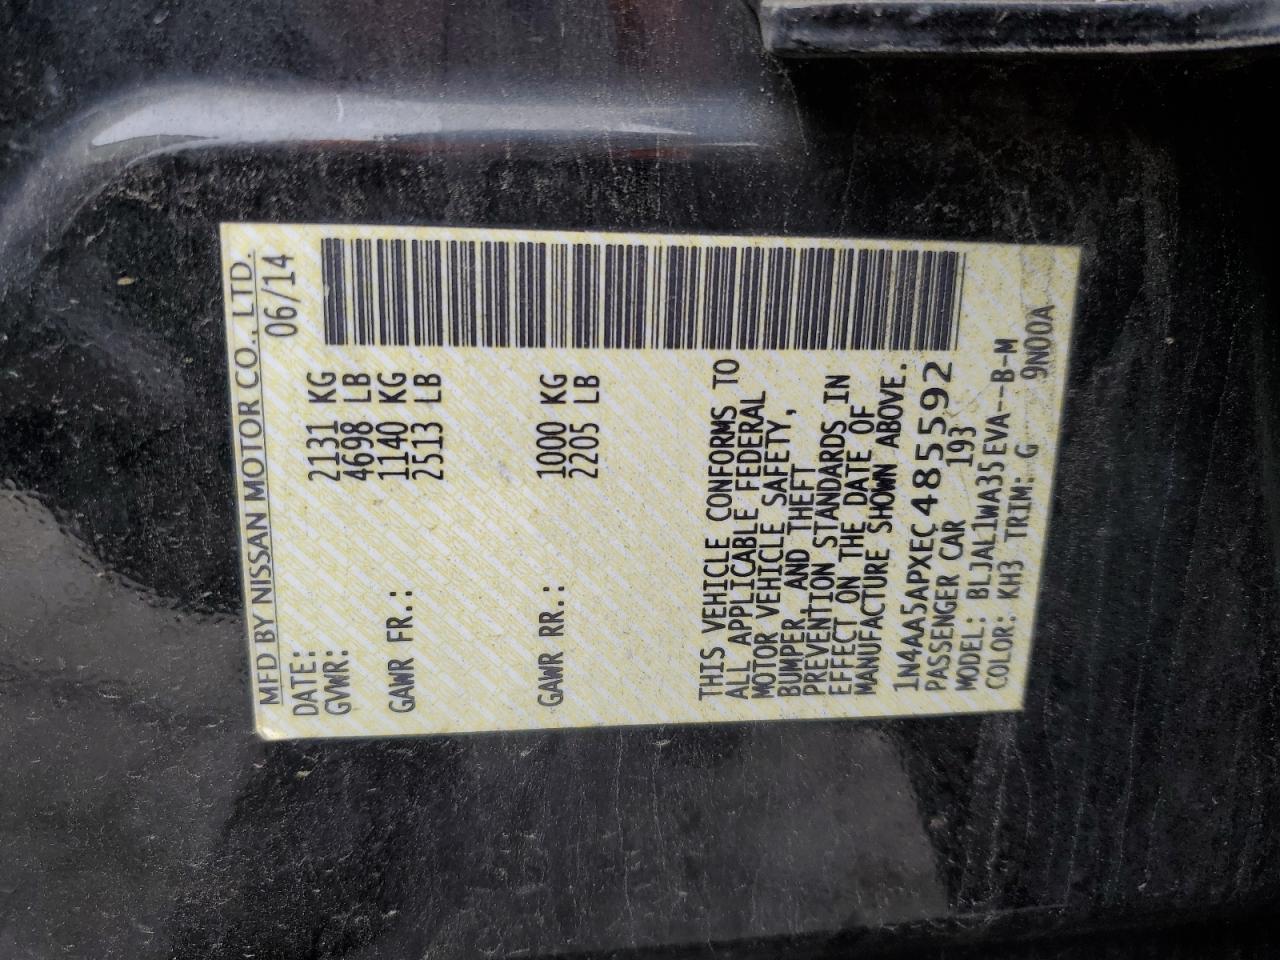 MFD BY NISSAN MOTOR CO., LTD.
DATE: 06/14
GVWR: 2131 KG
4698 LB
GAWR FR.: 1140 KG
2513 LB
GAWR RR.: 1000 KG
2205 LB
THIS VEHICLE CONFORMS TO
ALL APPLICABLE FEDERAL
MOTOR VEHICLE SAFETY,
BUMPER AND THEFT
PREVENTION STANDARDS IN
EFFECT ON THE DATE OF
MANUFACTURE SHOWN ABOVE.
1N4AA5APXEC485592
PASSENGER CAR 193
MODEL: BLJAL1WA35EVA--B-M
COLOR: KH3 TRIM: G 9N00A